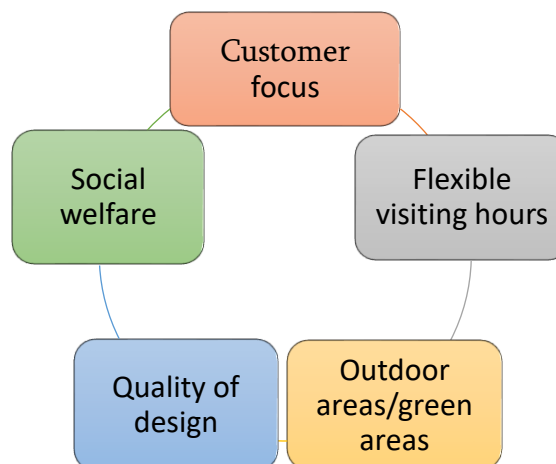 Customer
focus
Flexible
visiting hours
Outdoor
areas/green
areas
Quality of
design
Social
welfare